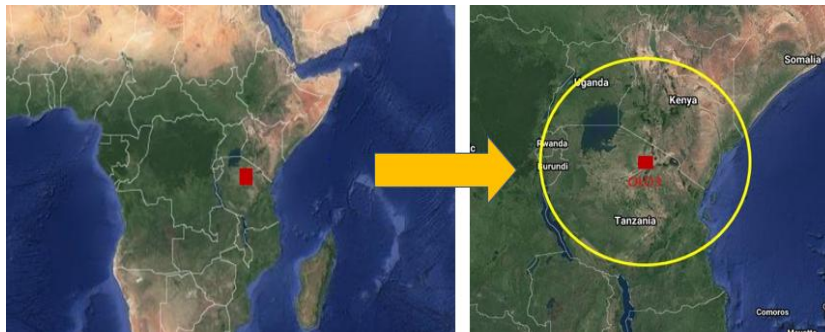 Somalia
Uganda
Kenya
c
Rwanda
Burundi
Tanzania
Comoros